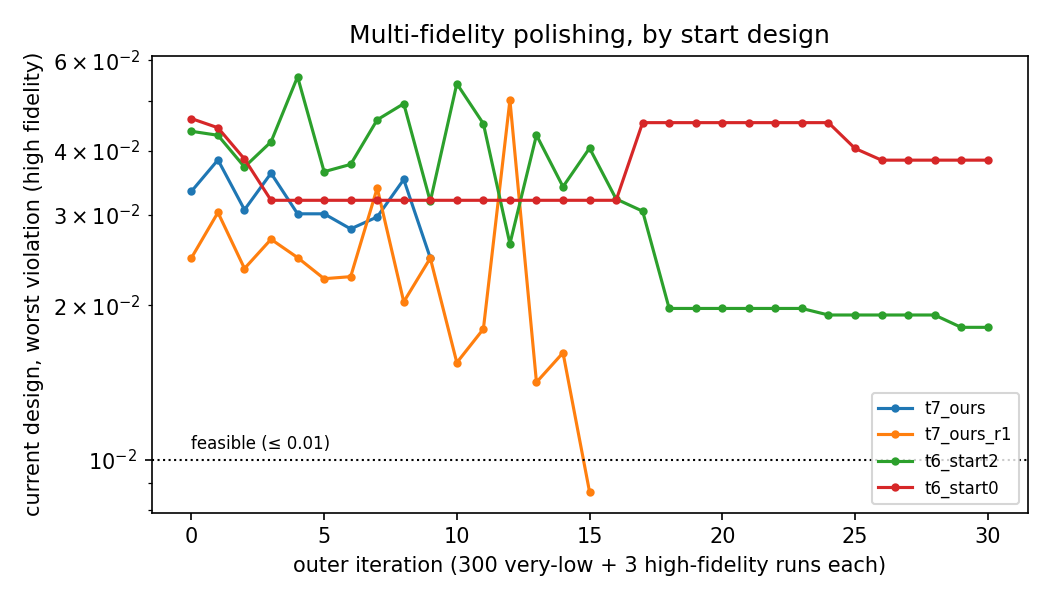 Multi-fidelity polishing, by start design
current design, worst violation (high fidelity)
6 × 10⁻²
4 × 10⁻²
3 × 10⁻²
2 × 10⁻²
10⁻²
feasible (≤ 0.01)
t7_ours
t7_ours_r1
t6_start2
t6_start0
0 5 10 15 20 25 30
outer iteration (300 very-low + 3 high-fidelity runs each)